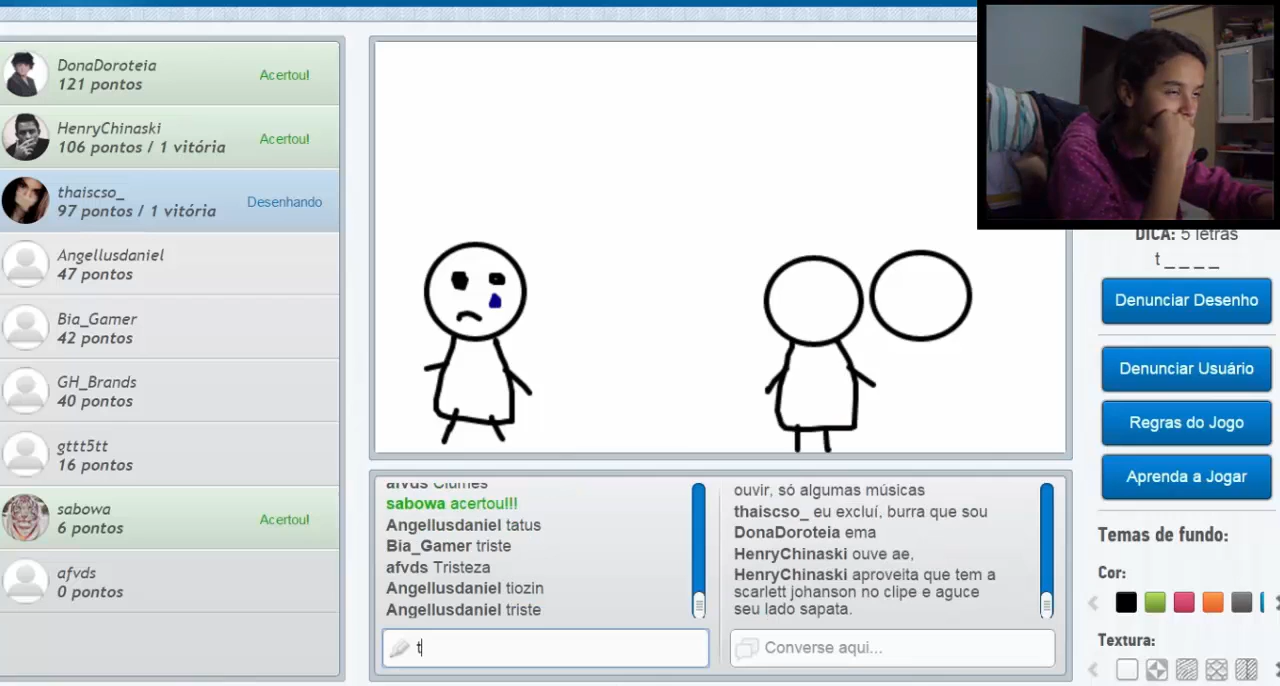 DonaDoroteia
121 pontos
Acertou!
HenryChinaski
106 pontos / 1 vitória
Acertou!
thaiscso_
97 pontos / 1 vitória
Desenhando
Angellusdaniel
47 pontos
Bia_Gamer
42 pontos
GH_Brands
40 pontos
gttt5tt
16 pontos
sabowa
6 pontos
Acertou!
afvds
0 pontos
afvds Ciúmes
sabowa acertou!!!
Angellusdaniel tatus
Bia_Gamer triste
afvds Tristeza
Angellusdaniel tiozin
Angellusdaniel triste
t
ouvir, só algumas músicas
thaiscso_ eu excluí, burra que sou
DonaDoroteia ema
HenryChinaski ouve ae,
HenryChinaski aproveita que tem a
scarlett johanson no clipe e aguce
seu lado sapata.
Converse aqui...
DICA: 5 letras
t _ _ _ _
Denunciar Desenho
Denunciar Usuário
Regras do Jogo
Aprenda a Jogar
Temas de fundo:
Cor:
Textura: